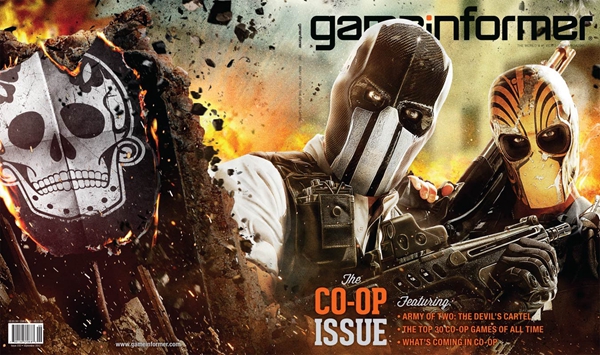 gameinformer
The
CO-OP
ISSUE
Featuring:
• ARMY OF TWO: THE DEVIL'S CARTEL
• THE TOP 30 CO-OP GAMES OF ALL TIME
• WHAT'S COMING IN CO-OP
www.gameinformer.com